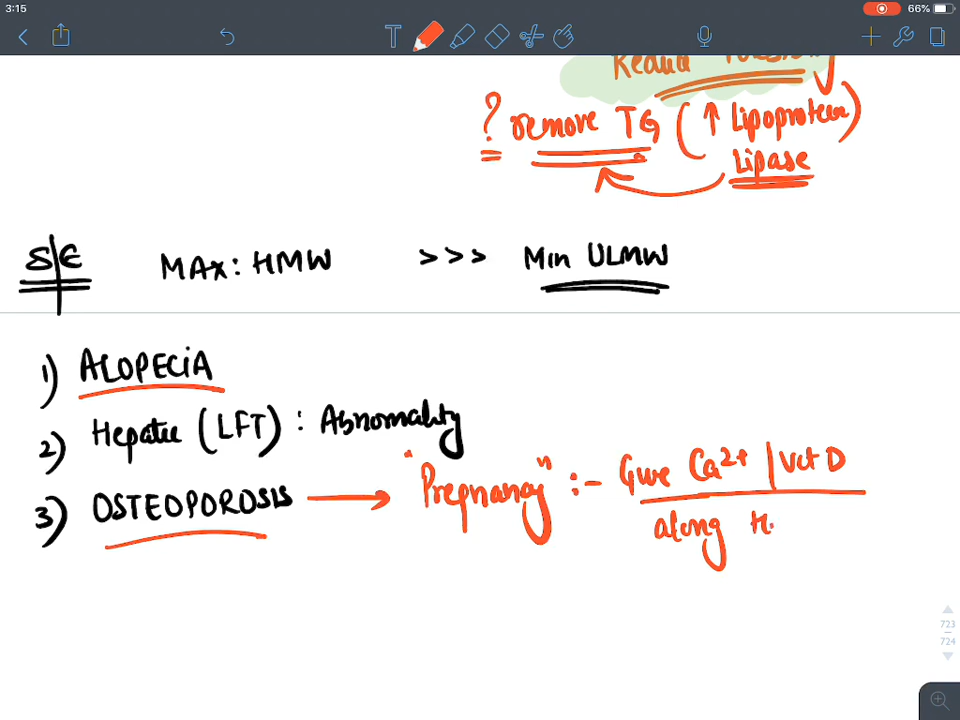 3:15
66%
T
? remove TG (↑ Lipoprotein)
Lipase
S/E MAX: HMW >>> Min ULMW
1) ALOPECiA
2) Hepatic (LFT) : Abnormality
3) OSTEOPOROSIS → "Pregnancy" :- Give Ca2+ | Vit D
along H
723
724